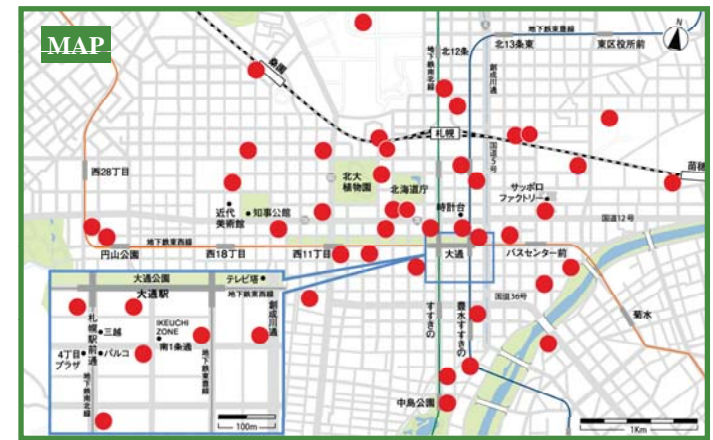 MAP
桑園
地下鉄南北線
北12条
地下鉄東豊線
北13条東
東区役所前
N
創成川通
札幌
国道5号
苗穂
西28丁目
北大
植物園
北海道庁
近代
美術館
知事公館
時計台
サッポロ
ファクトリー
国道12号
地下鉄東西線
円山公園
西18丁目
西11丁目
大通
バスセンター前
大通公園
テレビ塔
大通駅
地下鉄東西線
創成川通
札幌駅前通
三越
IKEUCHI
ZONE
南1条通
4丁目
プラザ
パルコ
地下鉄東豊線
地下鉄南北線
100m
すすきの
豊水すすきの
国道36号
菊水
中島公園
1Km